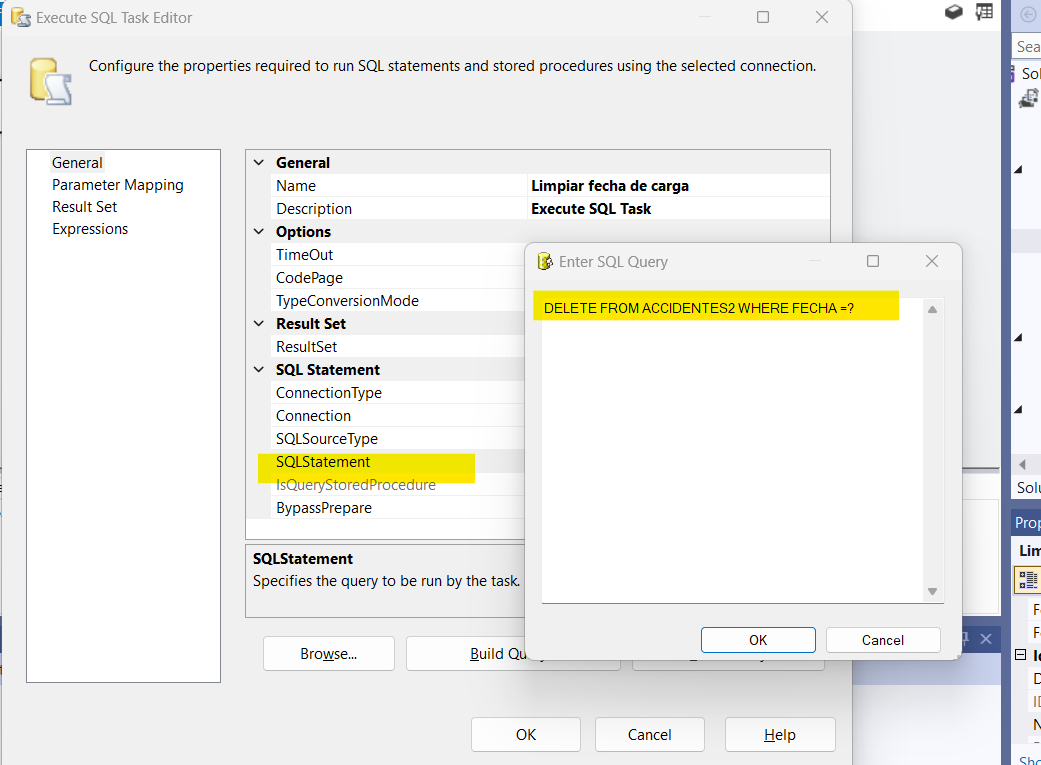 Execute SQL Task Editor
Configure the properties required to run SQL statements and stored procedures using the selected connection.
General
Parameter Mapping
Result Set
Expressions
General
Name Limpiar fecha de carga
Description Execute SQL Task
Options
TimeOut
CodePage
TypeConversionMode
Result Set
ResultSet
SQL Statement
ConnectionType
Connection
SQLSourceType
SQLStatement
IsQueryStoredProcedure
BypassPrepare
SQLStatement
Specifies the query to be run by the task.
Browse...
Build Qu
OK
Cancel
Help
Enter SQL Query
DELETE FROM ACCIDENTES2 WHERE FECHA =?
OK
Cancel
Sea
Sol
Solu
Prop
Lim